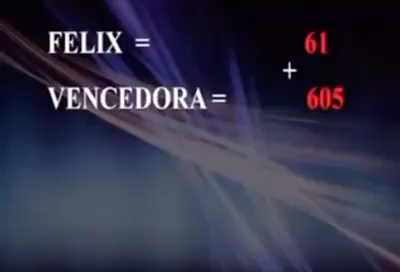 FELIX = 61
+
VENCEDORA = 605